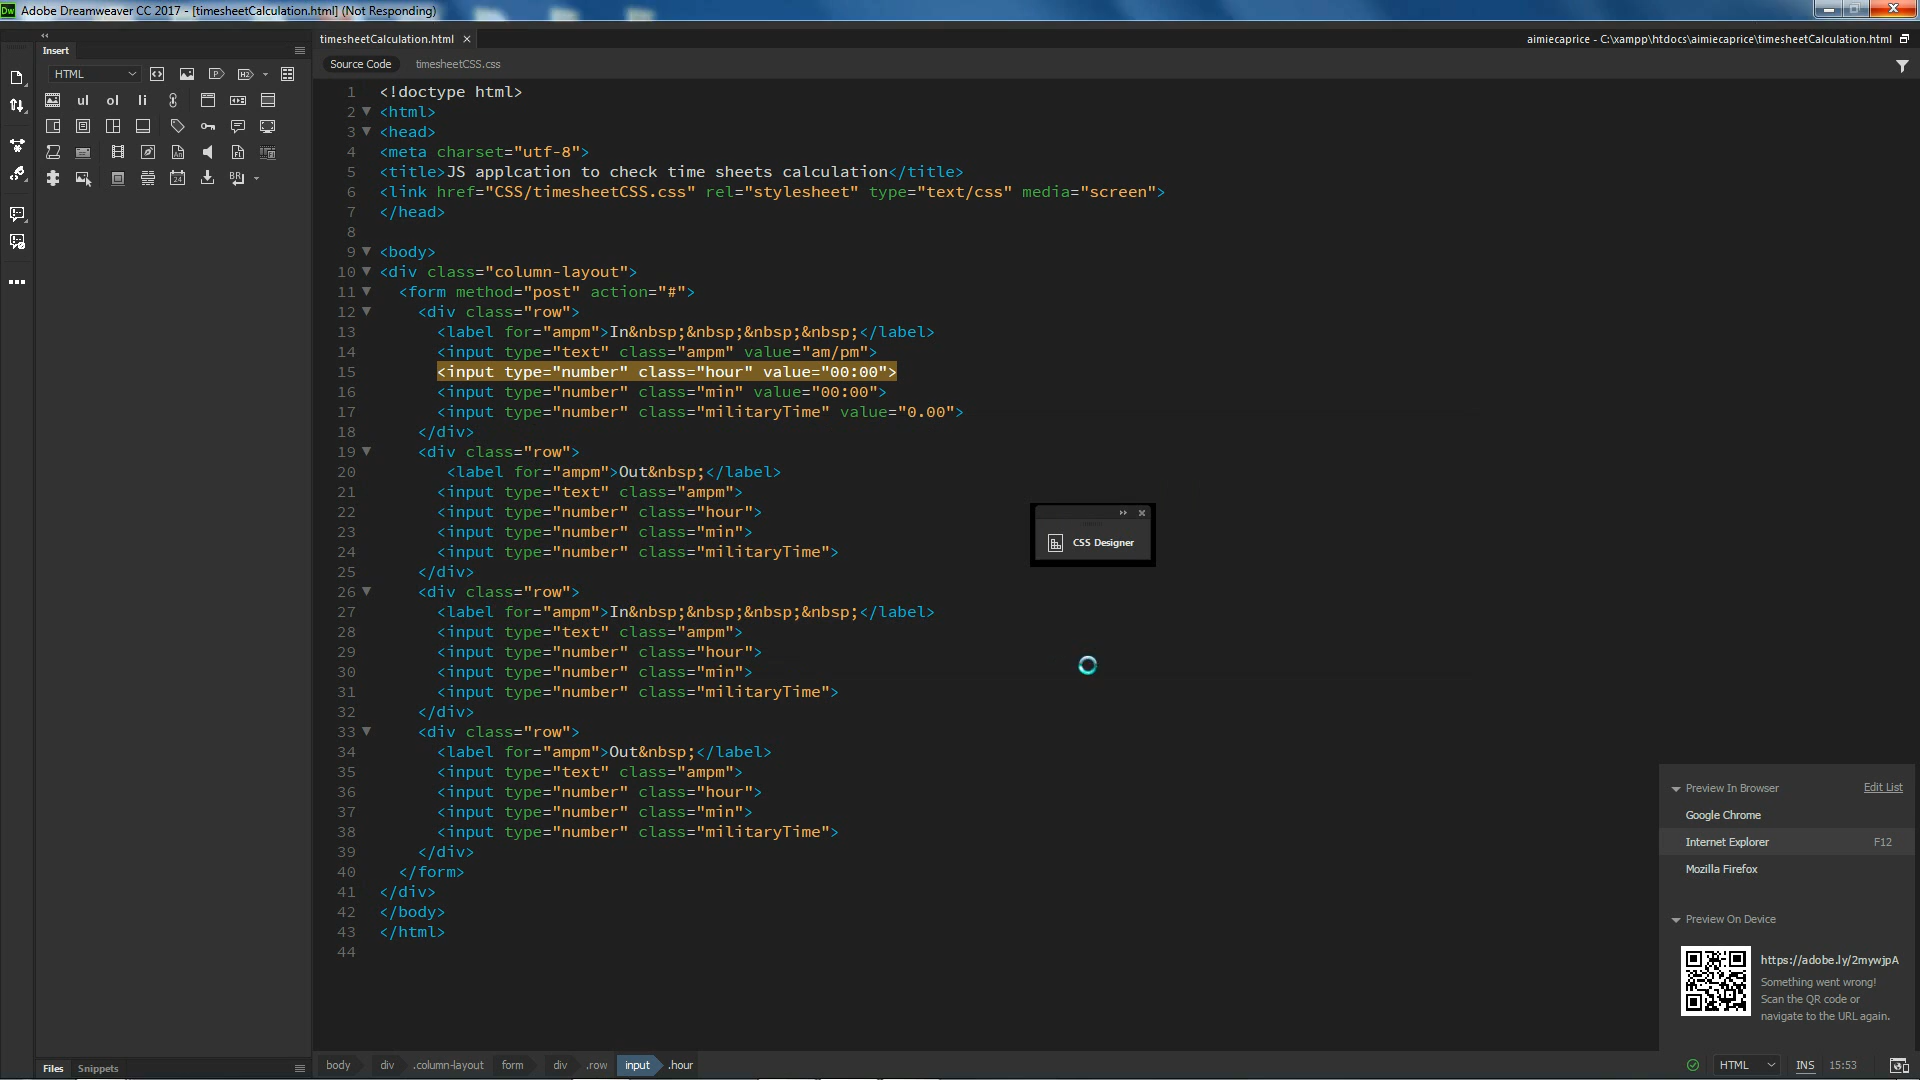 Adobe Dreamweaver CC 2017 - [timesheetCalculation.html] (Not Responding)
Insert
HTML
H2
ul ol li
An
Fl
24
BR
timesheetCalculation.html
aimiecaprice - C:\xampp\htdocs\aimiecaprice\timesheetCalculation.html
Source Code timesheetCSS.css
1 <!doctype html>
2 <html>
3 <head>
4 <meta charset="utf-8">
5 <title>JS applcation to check time sheets calculation</title>
6 <link href="CSS/timesheetCSS.css" rel="stylesheet" type="text/css" media="screen">
7 </head>
8
9 <body>
10 <div class="column-layout">
11 <form method="post" action="#">
12 <div class="row">
13 <label for="ampm">In&nbsp;&nbsp;&nbsp;&nbsp;</label>
14 <input type="text" class="ampm" value="am/pm">
15 <input type="number" class="hour" value="00:00">
16 <input type="number" class="min" value="00:00">
17 <input type="number" class="militaryTime" value="0.00">
18 </div>
19 <div class="row">
20 <label for="ampm">Out&nbsp;</label>
21 <input type="text" class="ampm">
22 <input type="number" class="hour">
23 <input type="number" class="min">
24 <input type="number" class="militaryTime">
25 </div>
26 <div class="row">
27 <label for="ampm">In&nbsp;&nbsp;&nbsp;&nbsp;</label>
28 <input type="text" class="ampm">
29 <input type="number" class="hour">
30 <input type="number" class="min">
31 <input type="number" class="militaryTime">
32 </div>
33 <div class="row">
34 <label for="ampm">Out&nbsp;</label>
35 <input type="text" class="ampm">
36 <input type="number" class="hour">
37 <input type="number" class="min">
38 <input type="number" class="militaryTime">
39 </div>
40 </form>
41 </div>
42 </body>
43 </html>
44
CSS Designer
Preview In Browser Edit List
Google Chrome
Internet Explorer F12
Mozilla Firefox
Preview On Device
https://adobe.ly/2mywjpA
Something went wrong!
Scan the QR code or
navigate to the URL again.
Files Snippets
body div .column-layout form div .row input .hour
HTML INS 15:53